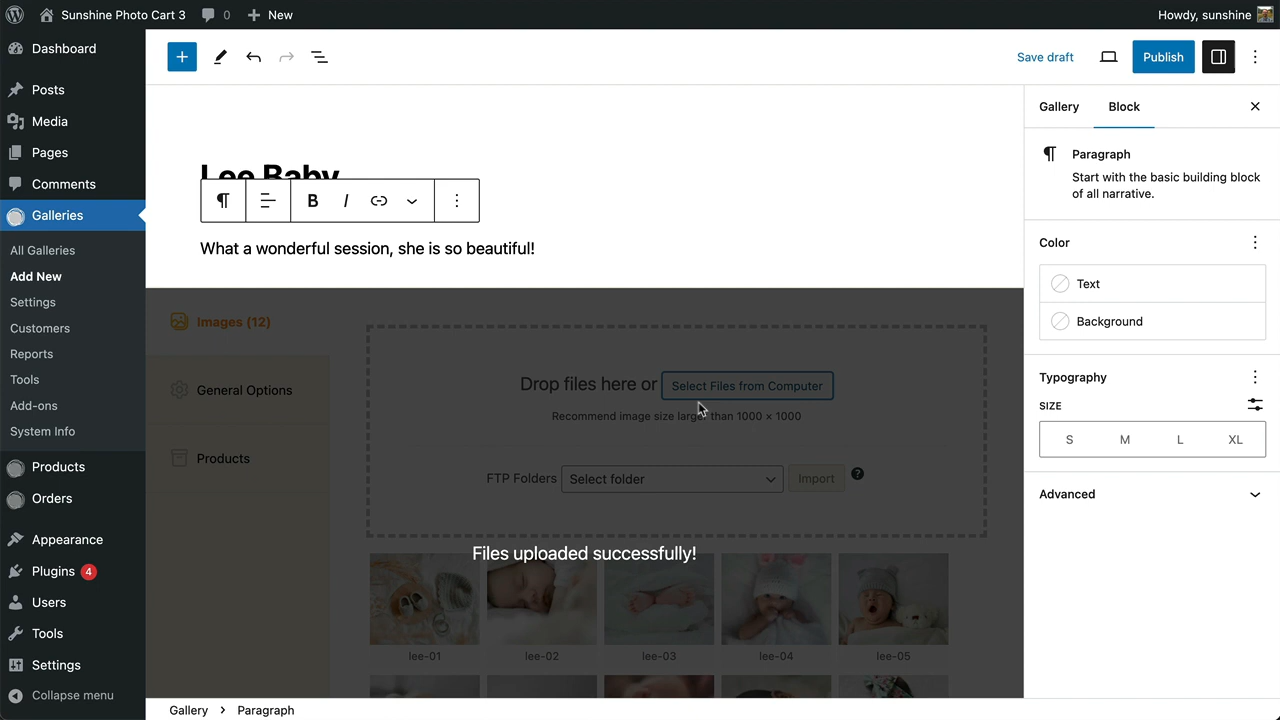 Sunshine Photo Cart 3
0
New
Howdy, sunshine
Dashboard
Posts
Media
Pages
Comments
Galleries
All Galleries
Add New
Settings
Customers
Reports
Tools
Add-ons
System Info
Products
Orders
Appearance
Plugins 4
Users
Tools
Settings
Collapse menu
Save draft
Publish
Lee Baby
B I
What a wonderful session, she is so beautiful!
Images (12)
General Options
Products
Drop files here or Select Files from Computer
Recommend image size larger than 1000 × 1000
FTP Folders Select folder Import ?
Files uploaded successfully!
lee-01 lee-02 lee-03 lee-04 lee-05
Gallery Block
Paragraph
Start with the basic building block
of all narrative.
Color
Text
Background
Typography
SIZE
S M L XL
Advanced
Gallery › Paragraph